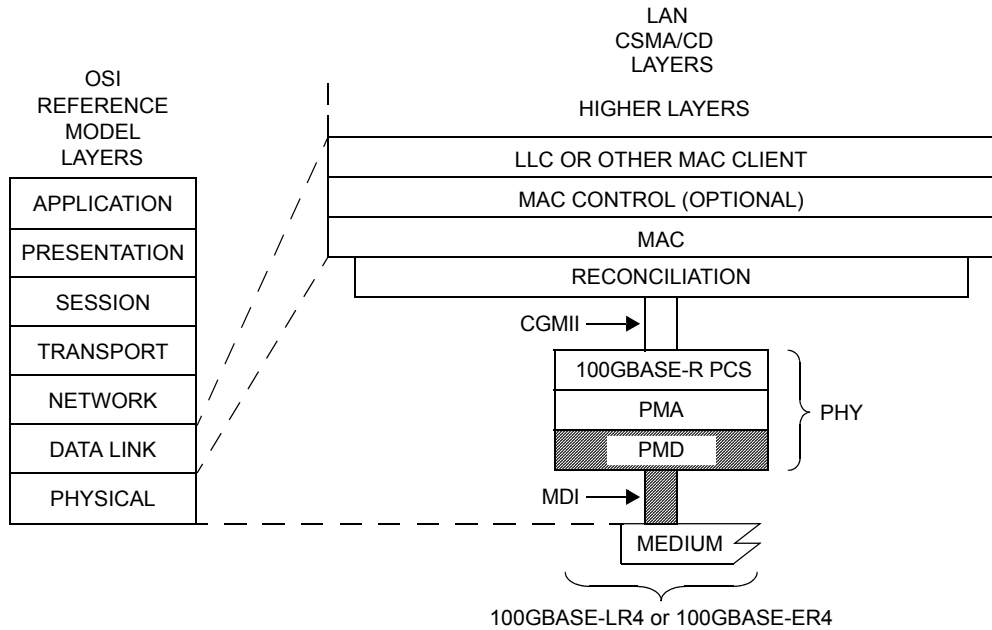 LAN
CSMA/CD
LAYERS
OSI
REFERENCE
MODEL
LAYERS
HIGHER LAYERS
LLC OR OTHER MAC CLIENT
MAC CONTROL (OPTIONAL)
MAC
RECONCILIATION
APPLICATION
PRESENTATION
SESSION
TRANSPORT
NETWORK
DATA LINK
PHYSICAL
CGMII
100GBASE-R PCS
PMA
PMD
PHY
MDI
MEDIUM
100GBASE-LR4 or 100GBASE-ER4